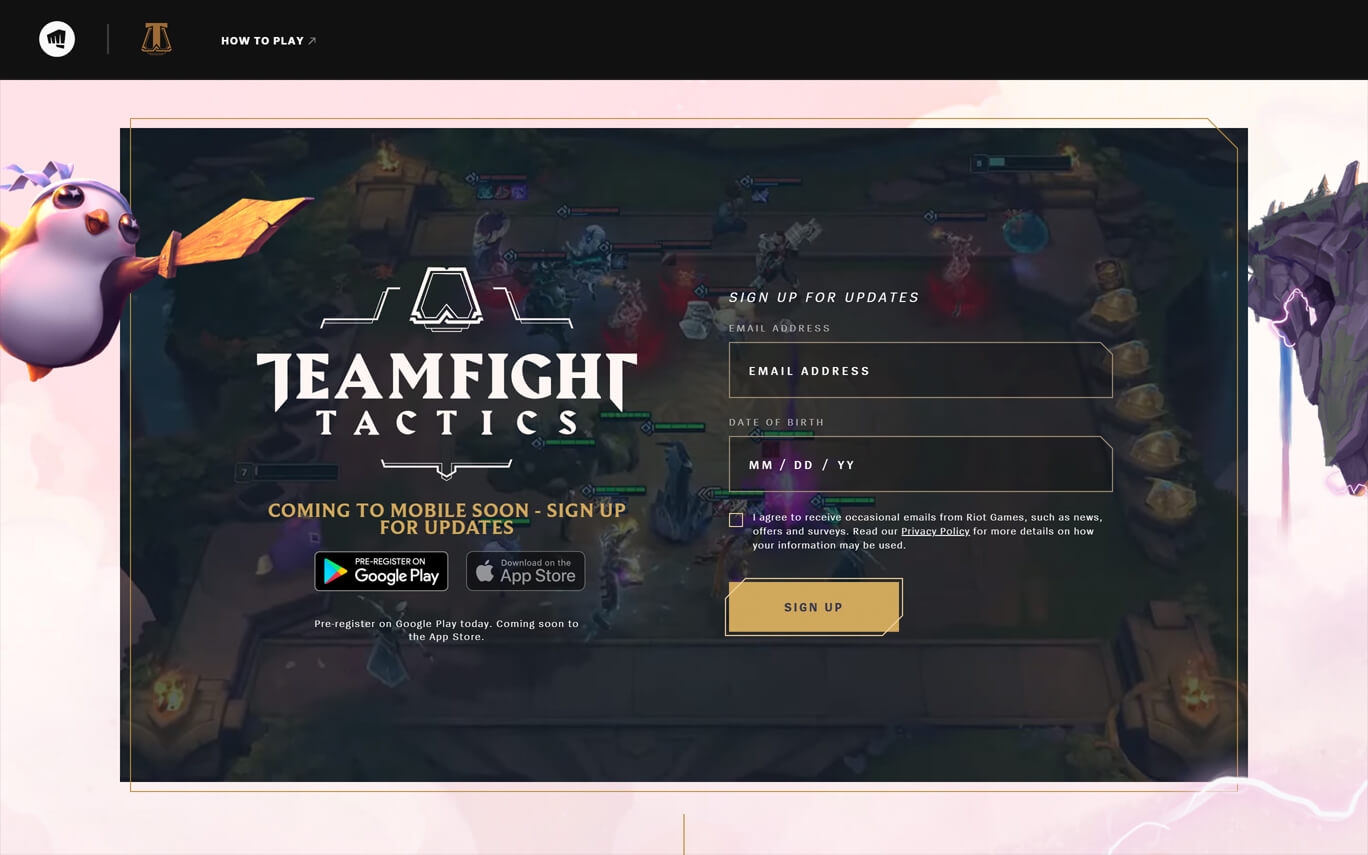 HOW TO PLAY
8
TEAMFIGHT
TACTICS
7
COMING TO MOBILE SOON - SIGN UP
FOR UPDATES
PRE-REGISTER ON
Google Play
Download on the
App Store
Pre-register on Google Play today. Coming soon to
the App Store.
SIGN UP FOR UPDATES
EMAIL ADDRESS
EMAIL ADDRESS
DATE OF BIRTH
MM / DD / YY
I agree to receive occasional emails from Riot Games, such as news,
offers and surveys. Read our Privacy Policy for more details on how
your information may be used.
SIGN UP